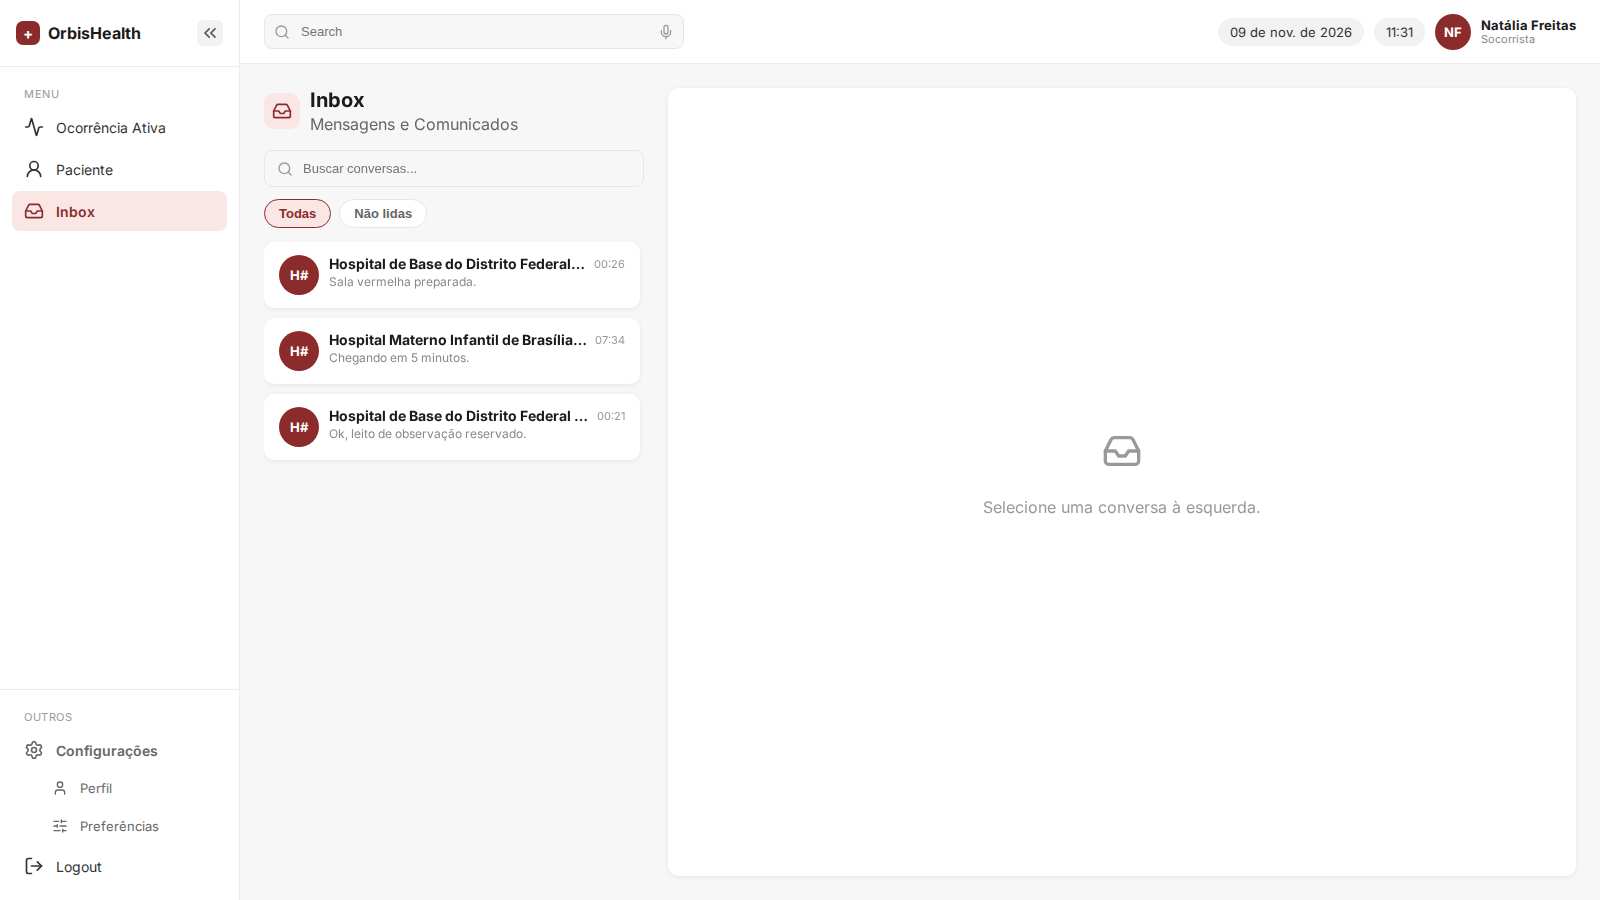 + OrbisHealth
MENU
Ocorrência Ativa
Paciente
Inbox
OUTROS
Configurações
Perfil
Preferências
Logout
Search
09 de nov. de 2026
11:31
NF
Natália Freitas
Socorrista
Inbox
Mensagens e Comunicados
Buscar conversas...
Todas
Não lidas
H#
Hospital de Base do Distrito Federal...
00:26
Sala vermelha preparada.
H#
Hospital Materno Infantil de Brasília...
07:34
Chegando em 5 minutos.
H#
Hospital de Base do Distrito Federal ...
00:21
Ok, leito de observação reservado.
Selecione uma conversa à esquerda.